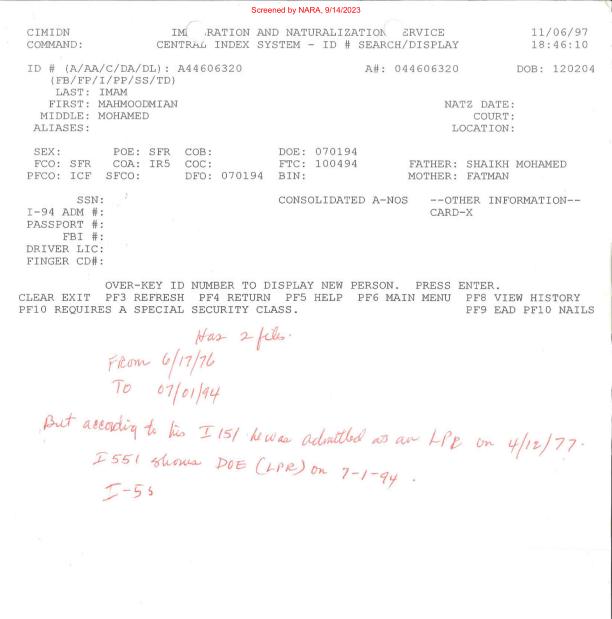 Screened by NARA, 9/14/2023
CIMIDN IM RATION AND NATURALIZATION ERVICE 11/06/97
COMMAND: CENTRAL INDEX SYSTEM - ID # SEARCH/DISPLAY 18:46:10
ID # (A/AA/C/DA/DL): A44606320 A#: 044606320 DOB: 120204
(FB/FP/I/PP/SS/TD)
LAST: IMAM
FIRST: MAHMOODMIAN NATZ DATE:
MIDDLE: MOHAMED COURT:
ALIASES: LOCATION:
SEX: POE: SFR COB: DOE: 070194
FCO: SFR COA: IR5 COC: FTC: 100494 FATHER: SHAIKH MOHAMED
PFCO: ICF SFCO: DFO: 070194 BIN: MOTHER: FATMAN
SSN: CONSOLIDATED A-NOS --OTHER INFORMATION--
I-94 ADM #: CARD-X
PASSPORT #:
FBI #:
DRIVER LIC:
FINGER CD#:
OVER-KEY ID NUMBER TO DISPLAY NEW PERSON. PRESS ENTER.
CLEAR EXIT PF3 REFRESH PF4 RETURN PF5 HELP PF6 MAIN MENU PF8 VIEW HISTORY
PF10 REQUIRES A SPECIAL SECURITY CLASS. PF9 EAD PF10 NAILS
Has 2 files.
From 6/17/76
To 07/01/94
But according to his I 151 he was admitted as an LPR on 4/12/77.
I 551 shows DOE (LPR) on 7-1-94.
I-55